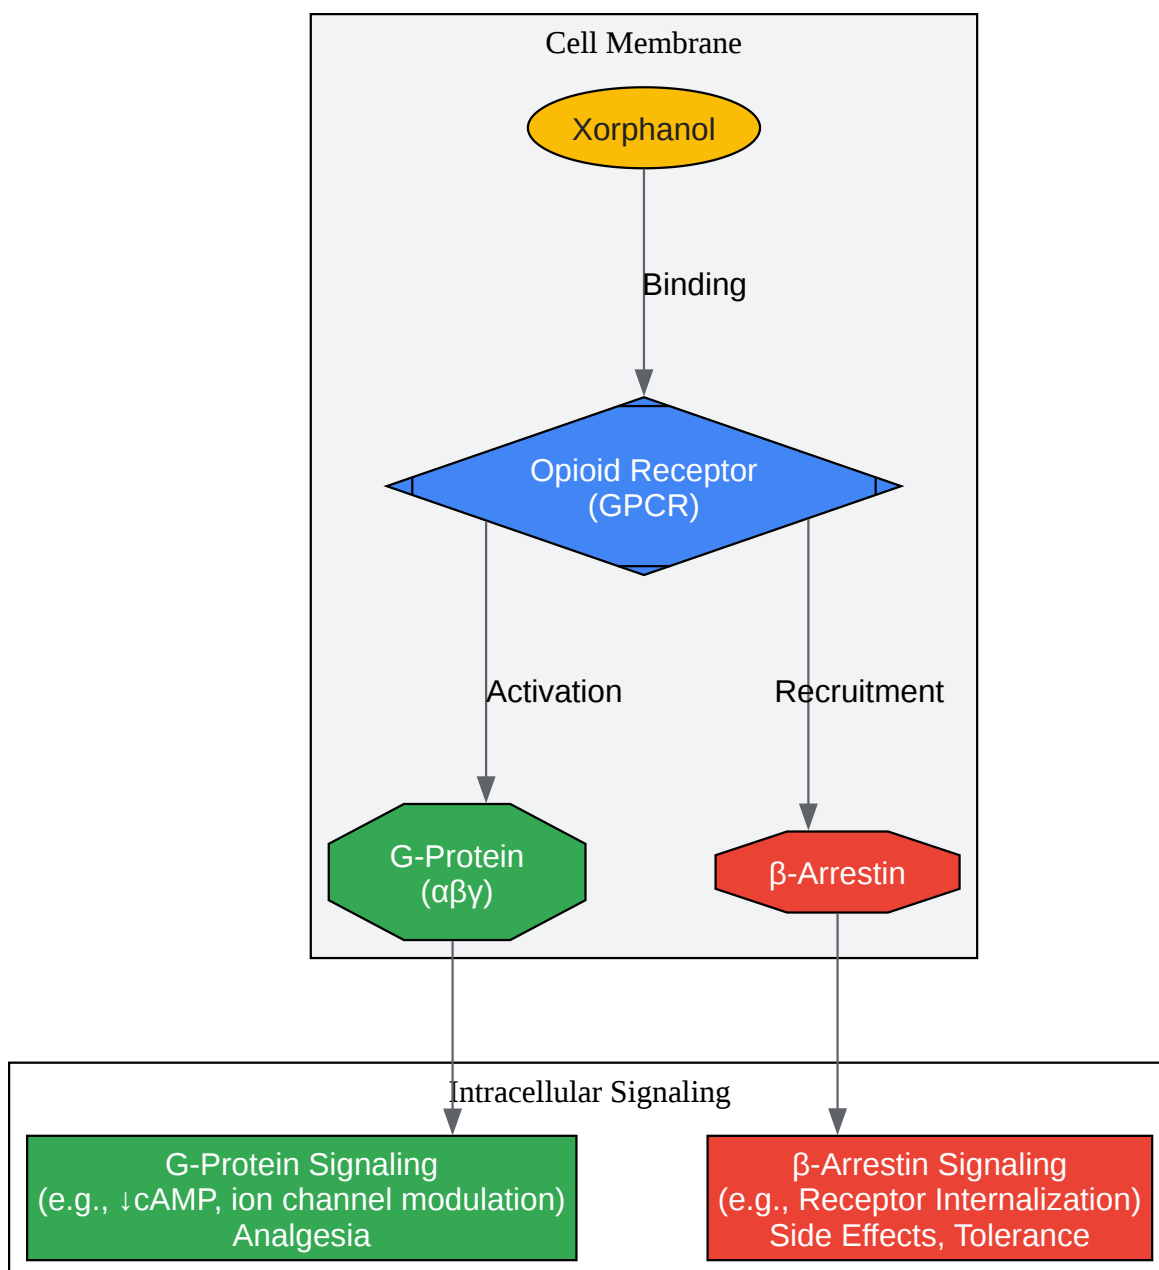 Cell Membrane
Xorphanol
Binding
Opioid Receptor
(GPCR)
Activation
Recruitment
G-Protein
(αβγ)
β-Arrestin
Intracellular Signaling
G-Protein Signaling
(e.g., ↓cAMP, ion channel modulation)
Analgesia
β-Arrestin Signaling
(e.g., Receptor Internalization)
Side Effects, Tolerance